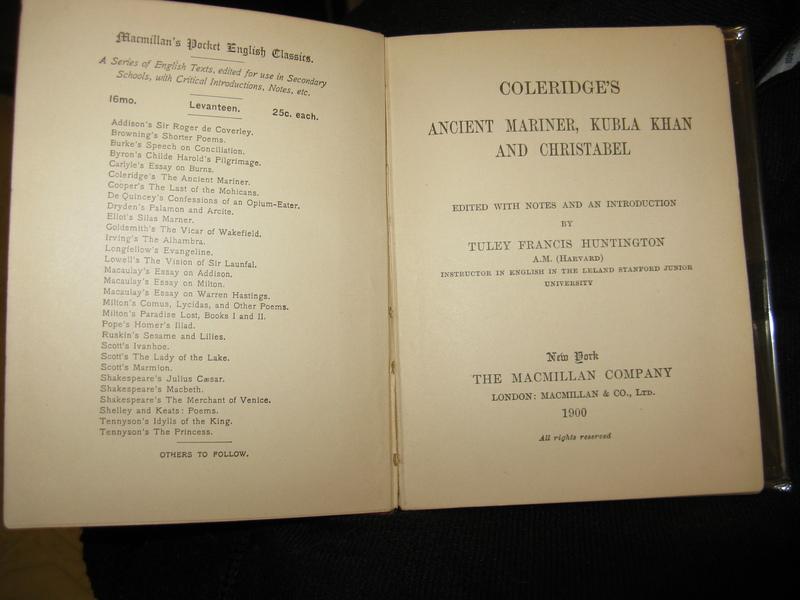 Macmillan's Pocket English Classics.
A Series of English Texts, edited for use in Secondary
Schools, with Critical Introductions, Notes, etc.
16mo. Levanteen. 25c. each.
Addison's Sir Roger de Coverley.
Browning's Shorter Poems.
Burke's Speech on Conciliation.
Byron's Childe Harold's Pilgrimage.
Carlyle's Essay on Burns.
Coleridge's The Ancient Mariner.
Cooper's The Last of the Mohicans.
De Quincey's Confessions of an Opium-Eater.
Dryden's Palamon and Arcite.
Eliot's Silas Marner.
Goldsmith's The Vicar of Wakefield.
Irving's The Alhambra.
Longfellow's Evangeline.
Lowell's The Vision of Sir Launfal.
Macaulay's Essay on Addison.
Macaulay's Essay on Milton.
Macaulay's Essay on Warren Hastings.
Milton's Comus, Lycidas, and Other Poems.
Milton's Paradise Lost, Books I and II.
Pope's Homer's Iliad.
Ruskin's Sesame and Lilies.
Scott's Ivanhoe.
Scott's The Lady of the Lake.
Scott's Marmion.
Shakespeare's Julius Cæsar.
Shakespeare's Macbeth.
Shakespeare's The Merchant of Venice.
Shelley and Keats: Poems.
Tennyson's Idylls of the King.
Tennyson's The Princess.
OTHERS TO FOLLOW.
COLERIDGE'S
ANCIENT MARINER, KUBLA KHAN
AND CHRISTABEL
EDITED WITH NOTES AND AN INTRODUCTION
BY
TULEY FRANCIS HUNTINGTON
A.M. (HARVARD)
INSTRUCTOR IN ENGLISH IN THE LELAND STANFORD JUNIOR
UNIVERSITY
New York
THE MACMILLAN COMPANY
LONDON: MACMILLAN & CO., LTD.
1900
All rights reserved